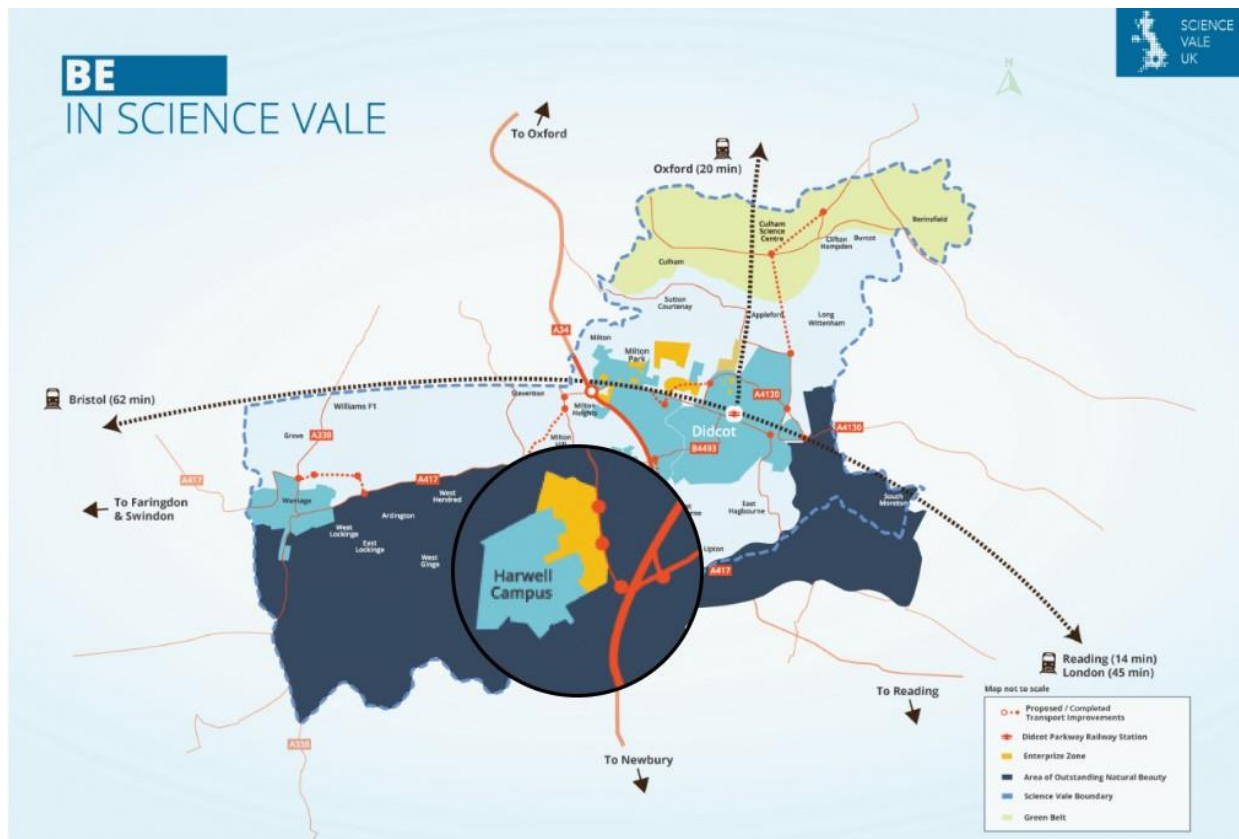 BE
IN SCIENCE VALE
SCIENCE
VALE
UK
N
To Oxford
Oxford (20 min)
Berinsfield
Culham
Science
Centre
Clifton
Hampden
Burcot
Culham
Sutton
Courtenay
Appleford
Long
Wittenham
A34
Milton
Milton
Park
Bristol (62 min)
Williams F1
Steventon
Milton
Heights
A4130
Didcot
A4130
B4493
Grove
A338
Milton
A417
A417
Wantage
West
Hendred
Ardington
To Faringdon
& Swindon
West
Lockinge
East
Lockinge
West
Ginge
East
Hagbourne
South
Moreton
Upton
A417
Harwell
Campus
Reading (14 min)
London (45 min)
To Reading
A338
To Newbury
Map not to scale
Proposed / Completed
Transport Improvements
Didcot Parkway Railway Station
Enterprize Zone
Area of Outstanding Natural Beauty
Science Vale Boundary
Green Belt